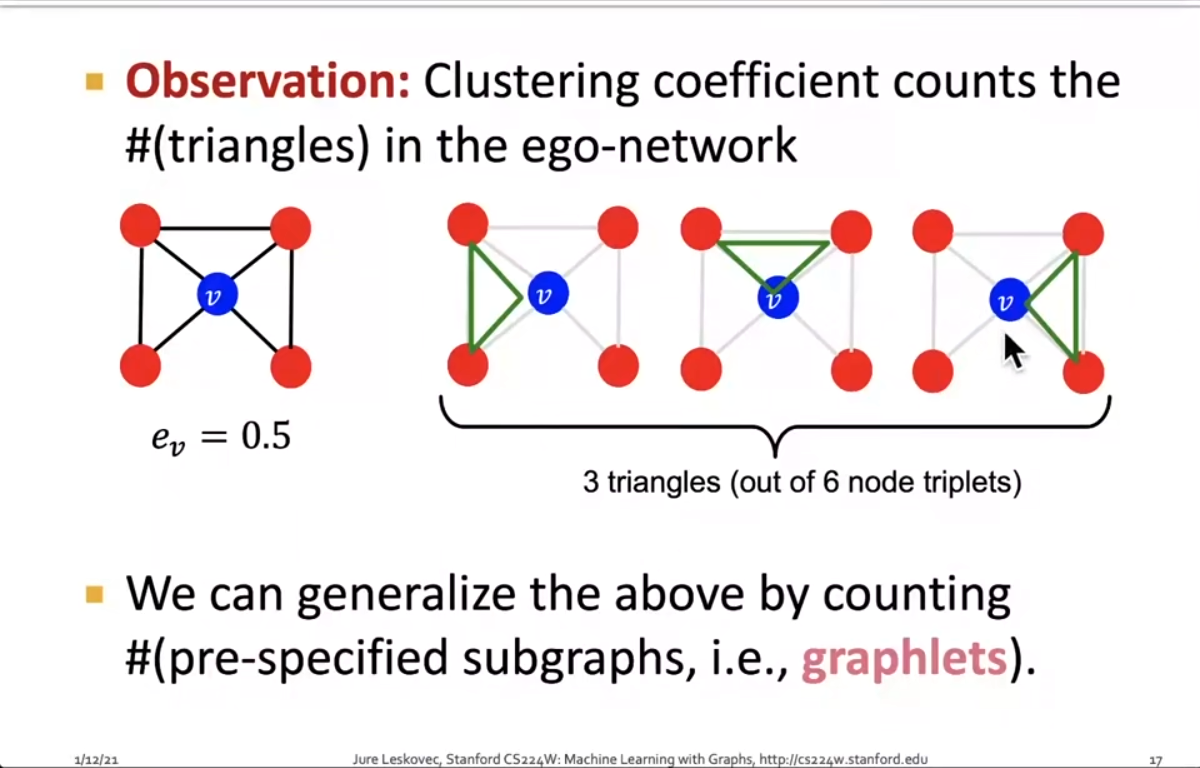 Observation: Clustering coefficient counts the
#(triangles) in the ego-network
v
v
v
v
e_v = 0.5
3 triangles (out of 6 node triplets)
We can generalize the above by counting
#(pre-specified subgraphs, i.e., graphlets).
1/12/21
Jure Leskovec, Stanford CS224W: Machine Learning with Graphs, http://cs224w.stanford.edu
17